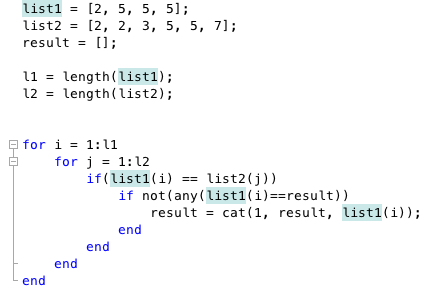 list1 = [2, 5, 5, 5];
list2 = [2, 2, 3, 5, 5, 7];
result = [];

l1 = length(list1);
l2 = length(list2);


for i = 1:l1
    for j = 1:l2
        if(list1(i) == list2(j))
            if not(any(list1(i)==result))
                result = cat(1, result, list1(i));
            end
        end
    end
end